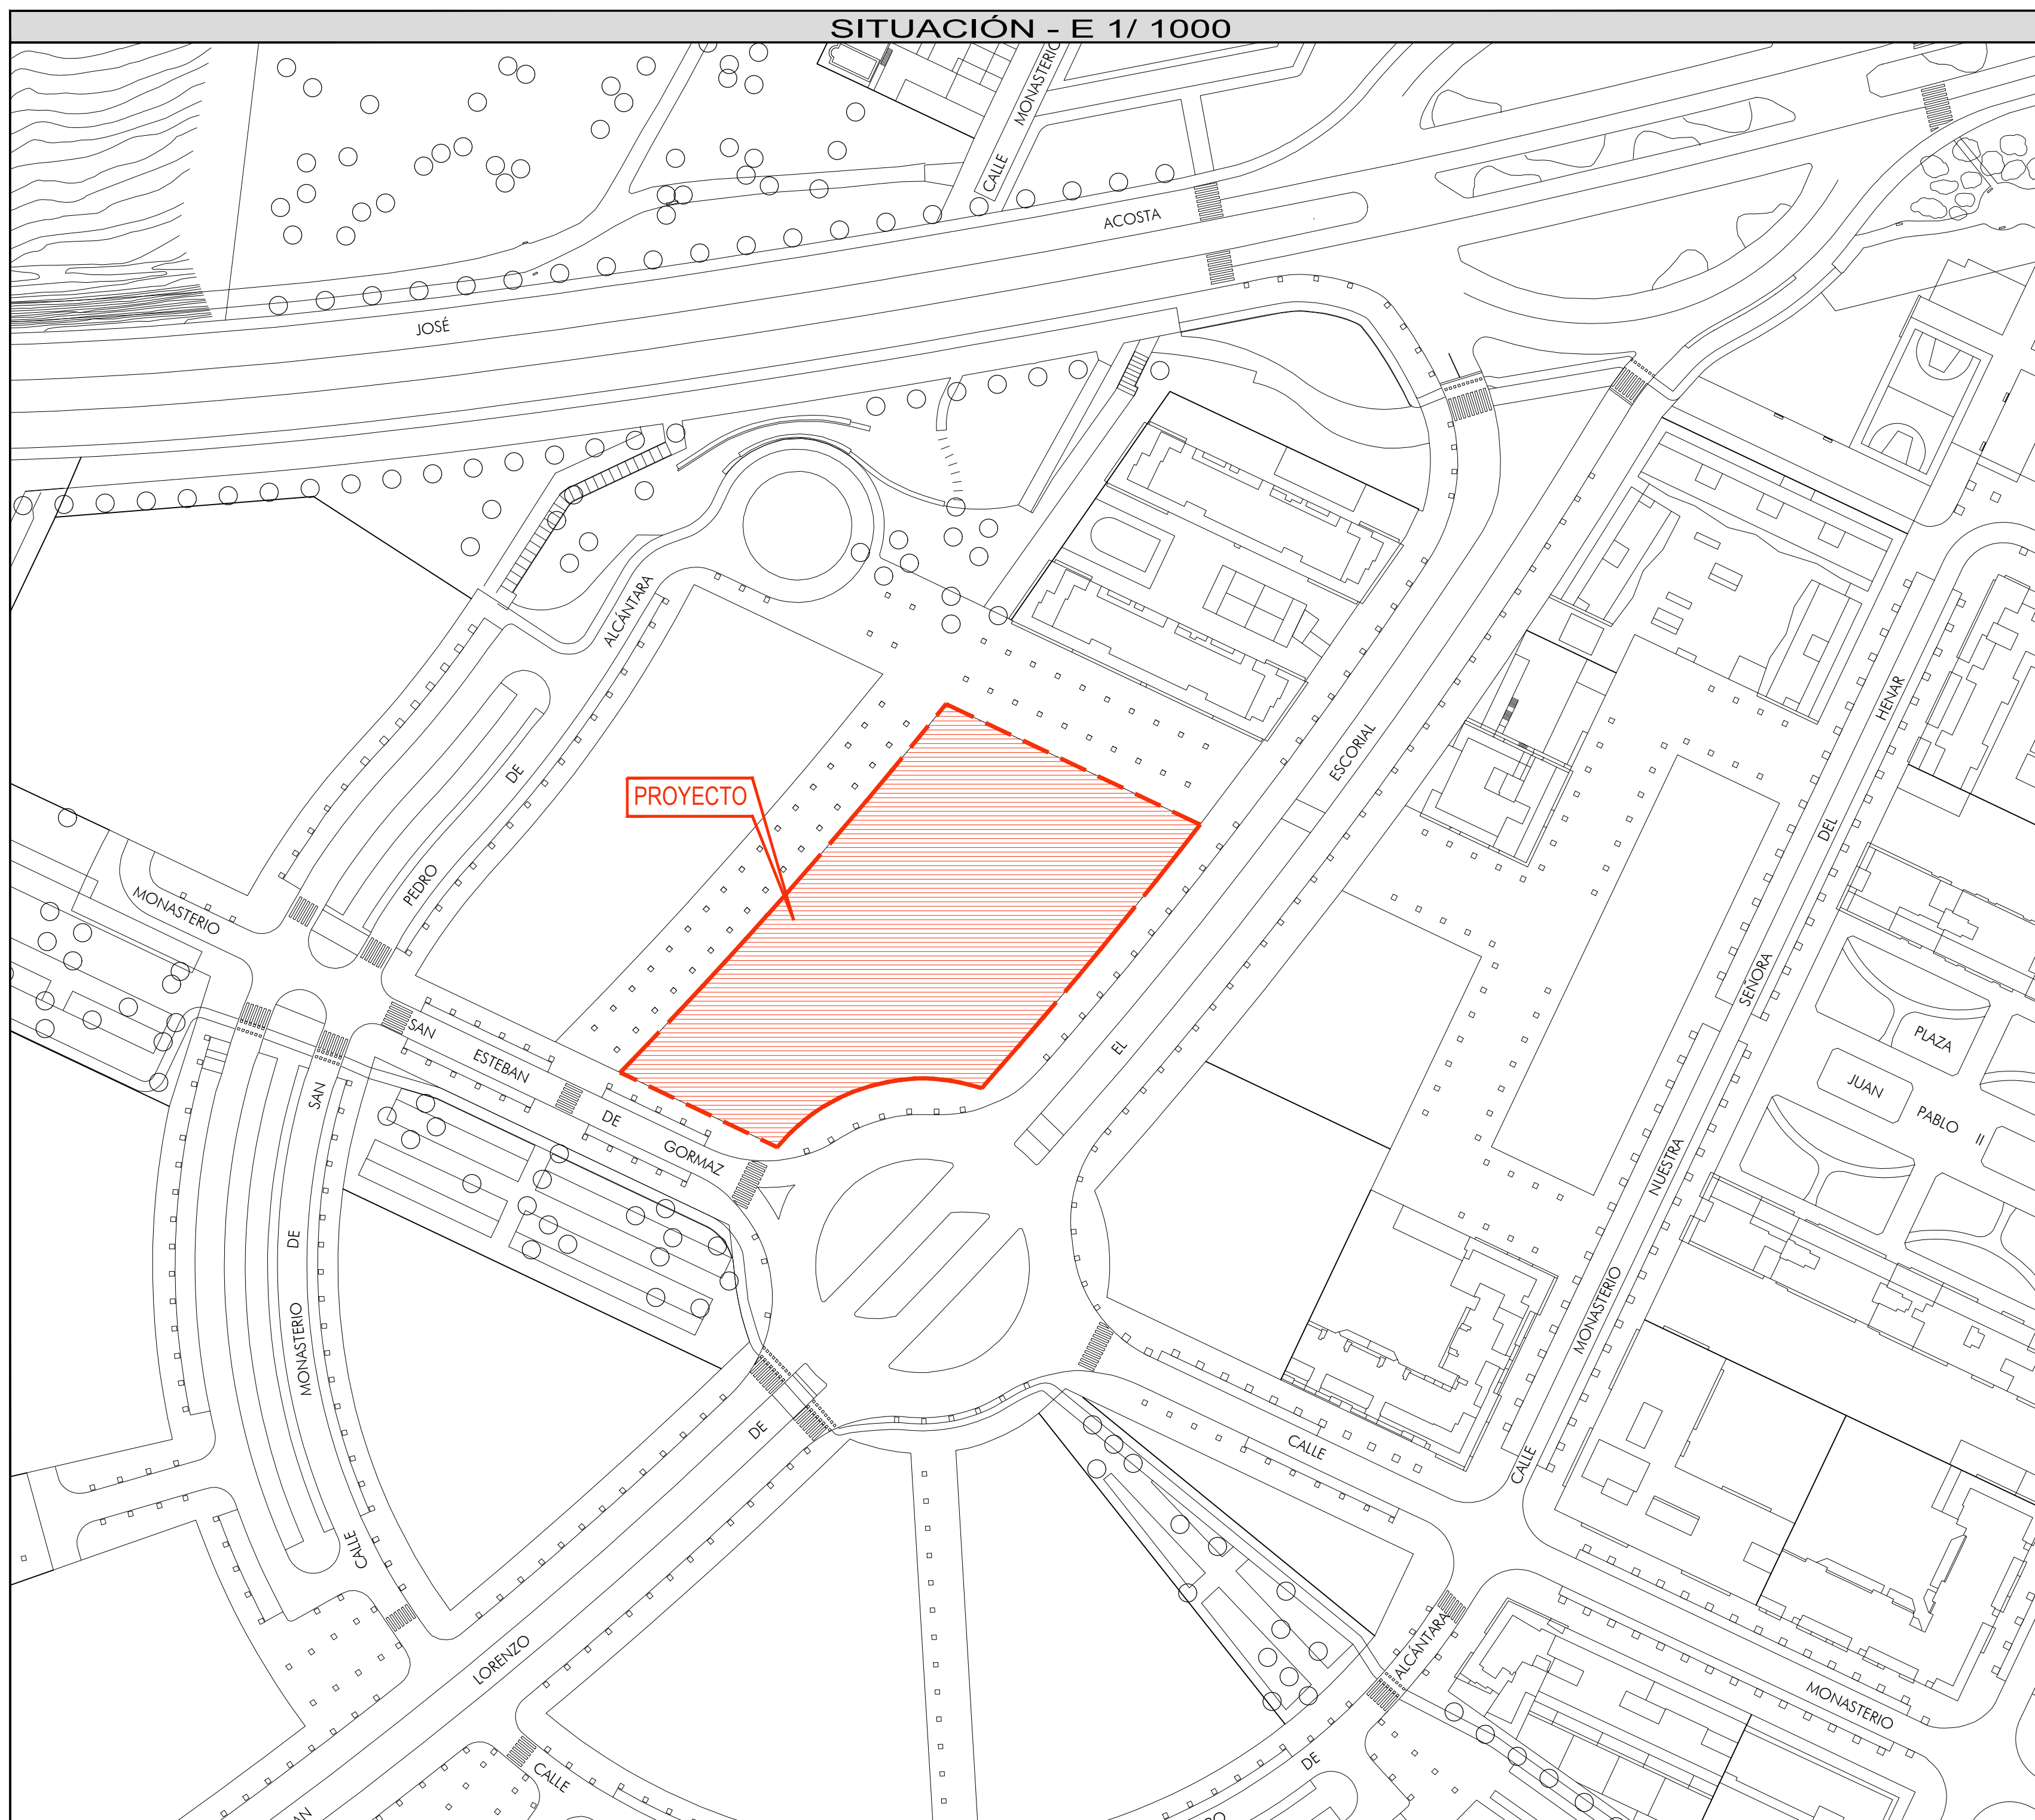 SITUACIÓN - E 1/ 1000
CALLE MONASTERIO
JOSÉ
ACOSTA
ALCÁNTARA
DE
PEDRO
MONASTERIO
PROYECTO
ESCORIAL
EL
HENAR
DEL
SEÑORA
NUESTRA
MONASTERIO
CALLE
PLAZA
JUAN
PABLO II
SAN
ESTEBAN
DE
GORMAZ
SAN
DE
MONASTERIO
CALLE
DE
LORENZO
CALLE
CALLE
ALCÁNTARA
DE
MONASTERIO